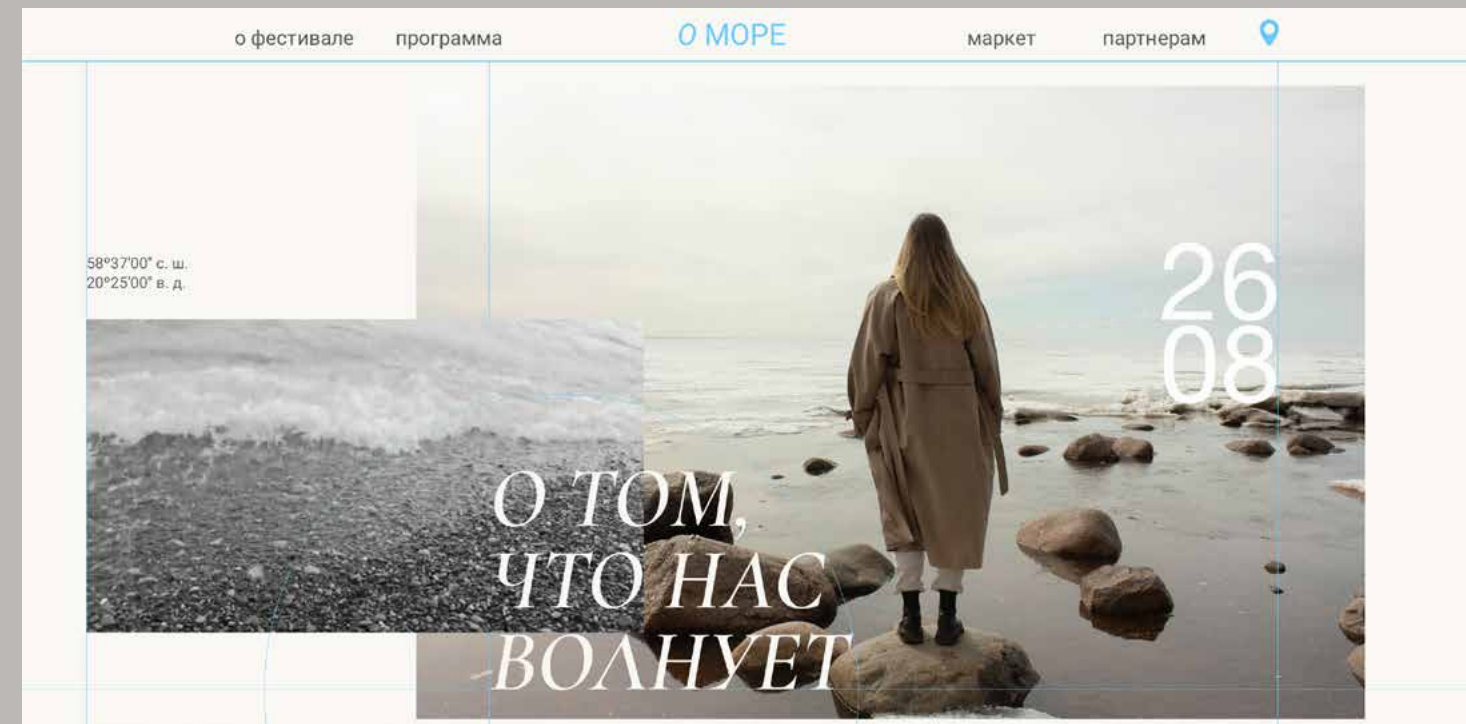 о фестивале
программа
О МОРЕ
маркет
партнерам
58°37'00" с. ш.
20°25'00" в. д.
26
08
О ТОМ,
ЧТО НАС
ВОЛНУЕТ